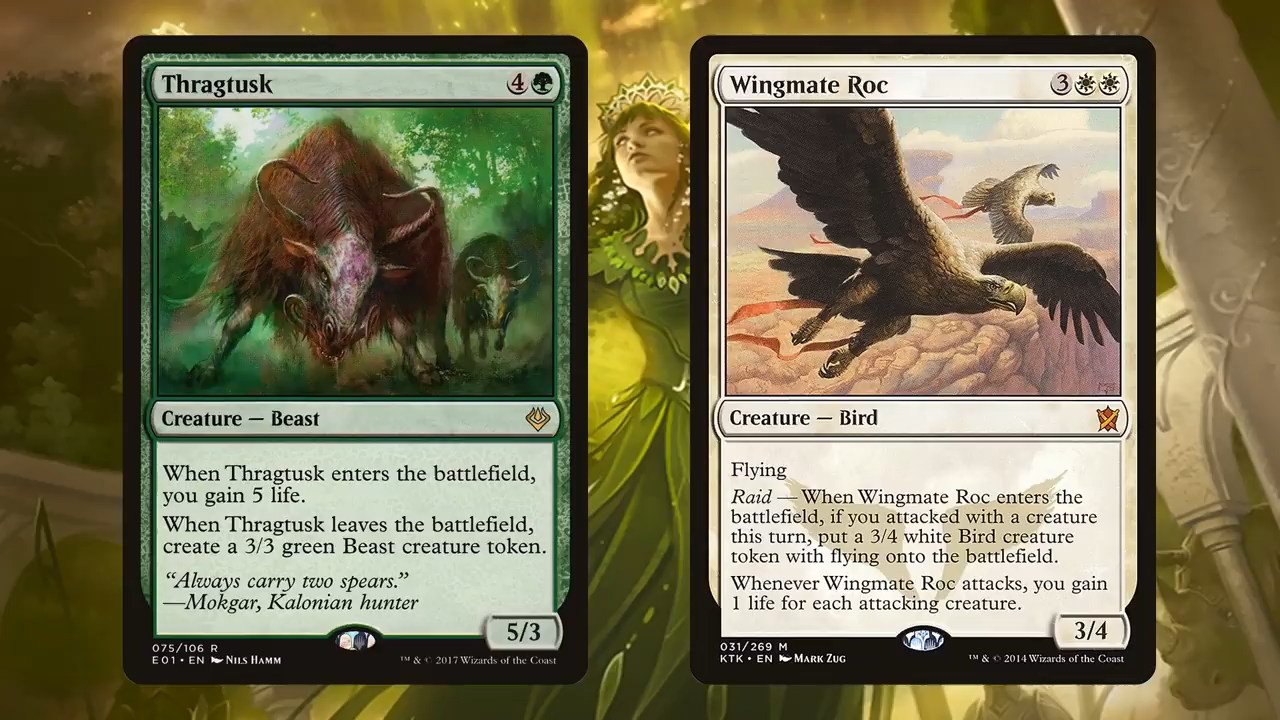 Thragtusk
4
Creature — Beast
When Thragtusk enters the battlefield,
you gain 5 life.
When Thragtusk leaves the battlefield,
create a 3/3 green Beast creature token.
“Always carry two spears.”
—Mokgar, Kalonian hunter
5/3
075/106 R
E01 • EN Nils Hamm
™ & © 2017 Wizards of the Coast
Wingmate Roc
3
Creature — Bird
Flying
Raid — When Wingmate Roc enters the
battlefield, if you attacked with a creature
this turn, put a 3/4 white Bird creature
token with flying onto the battlefield.
Whenever Wingmate Roc attacks, you gain
1 life for each attacking creature.
3/4
031/269 M
KTK • EN Mark Zug
™ & © 2014 Wizards of the Coast